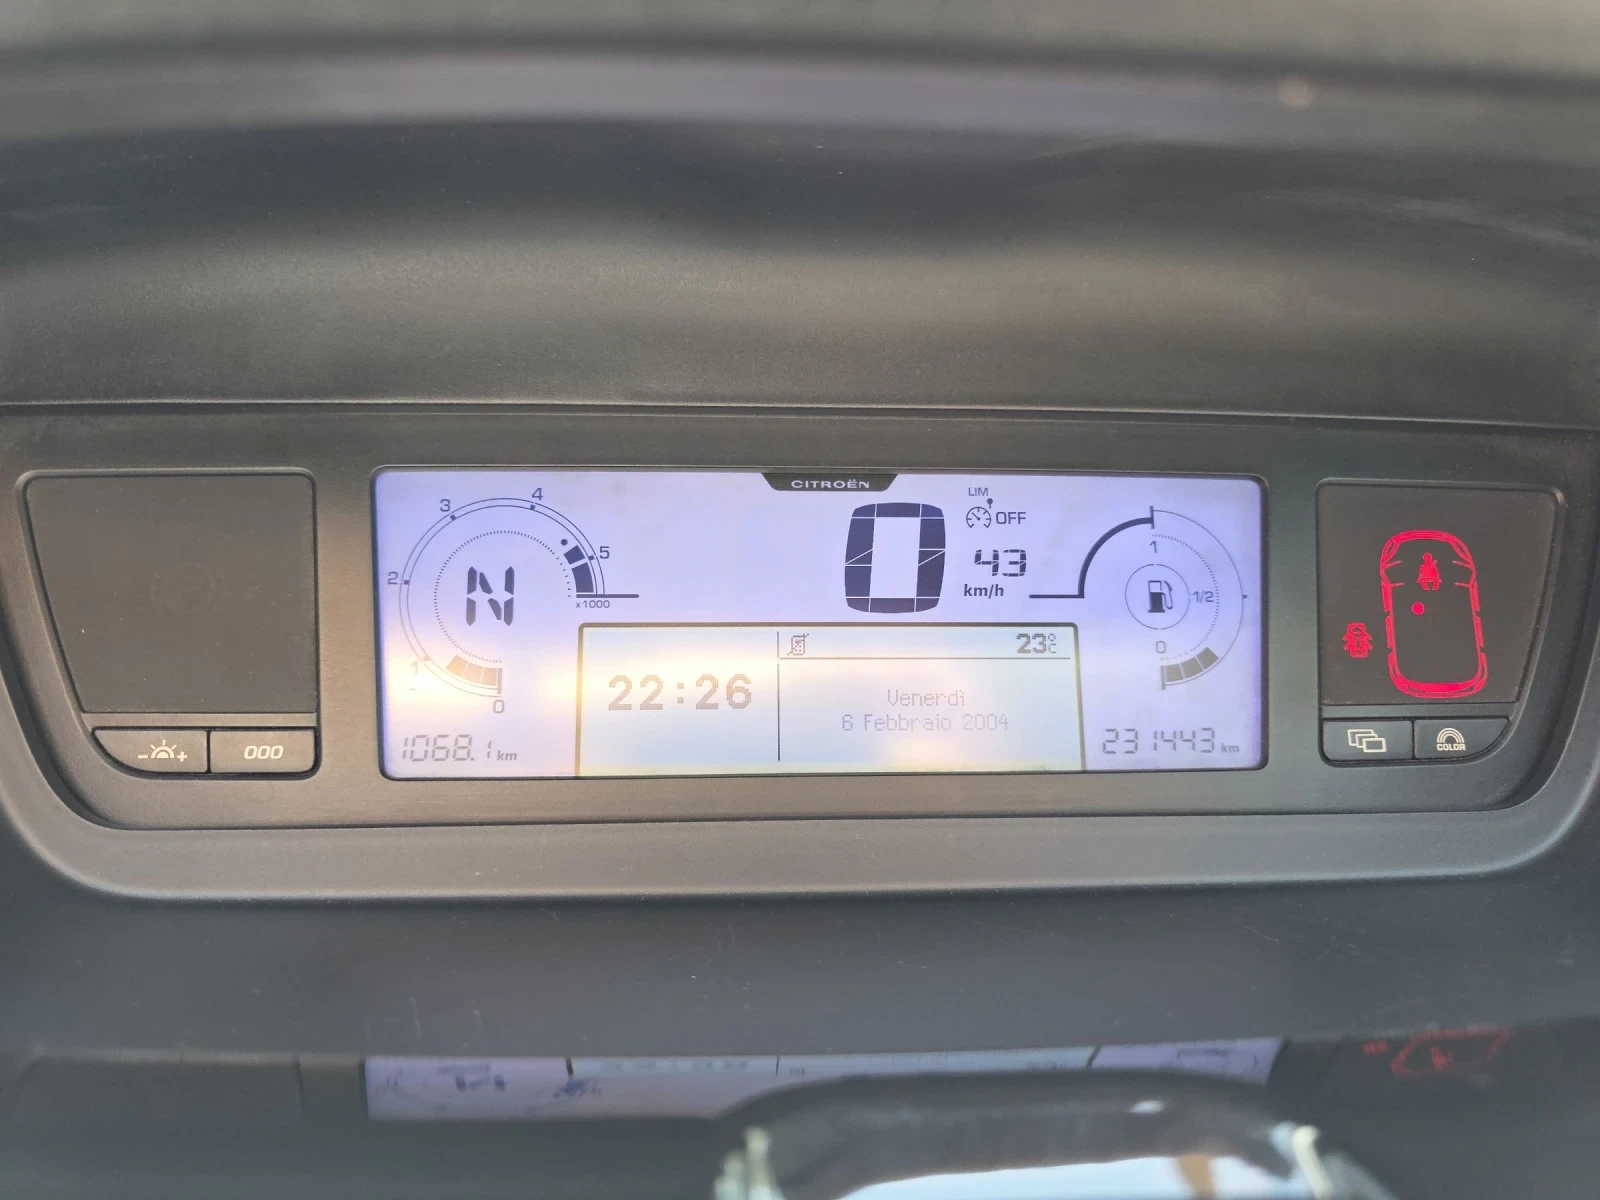 CITROËN
3 4
2 5
1 0
x1000
N
0
LIM
OFF
43
km/h
1
1/2
0
23°C
22:26
Venerdì
6 Febbraio 2004
1068.1 km
231443 km
- +
000
COLOR